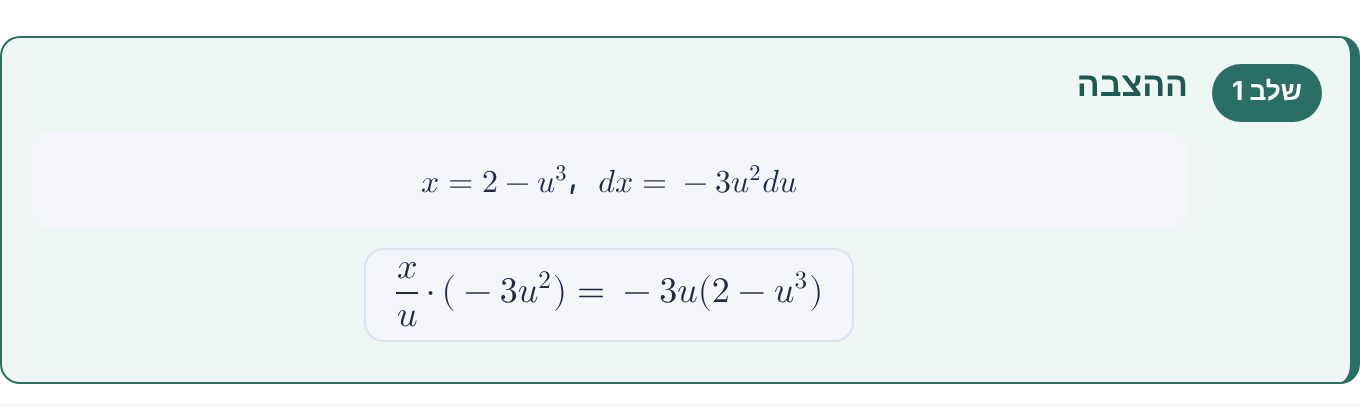 שלב 1
ההצבה
x = 2 − u³, dx = −3u²du
x/u · (−3u²) = −3u(2 − u³)